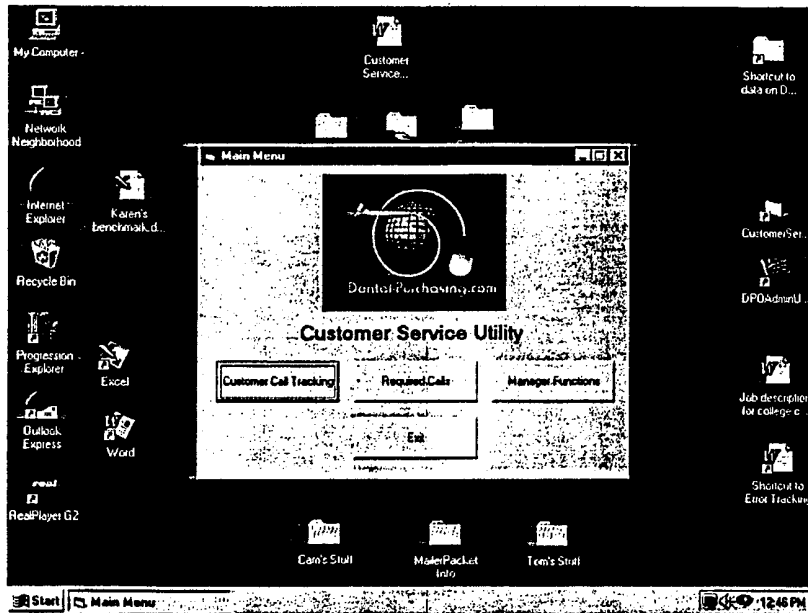 My Computer
Customer
Service...
Shortcut to
data on D...
Network
Neighborhood
Main Menu
Internet
Explorer
Karen's
benchmark.d...
CustomerSer...
Recycle Bin
Dental-Purchasing.com
DPOAdminU...
Customer Service Utility
Progression
Explorer
Excel
Customer Call Tracking
Required Calls
Manager Functions
Job description
for college c...
Outlook
Express
Word
Exit
Shortcut to
Error Tracking
real
RealPlayer G2
Cam's Stuff
MailerPacket
Info
Tom's Stuff
Start
Main Menu
12:46 PM